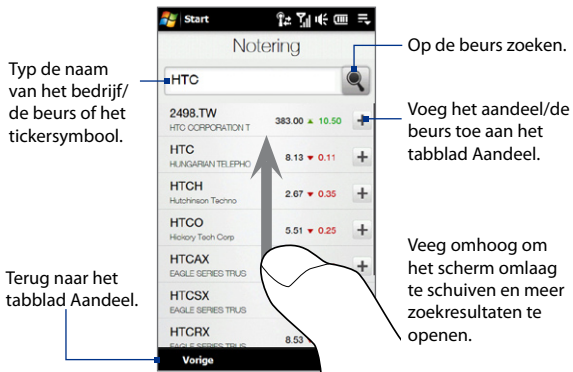 Start
Notering
HTC
2498.TW
HTC CORPORATION T
383.00 10.50
HTC
HUNGARIAN TELEPHO
8.13 0.11
HTCH
Hutchinson Techno
2.67 0.35
HTCO
Hickory Tech Corp
5.51 0.25
HTCAX
EAGLE SERIES TRUS
HTCSX
EAGLE SERIES TRUS
HTCRX
EAGLE SERIES TRUS
8.53
Vorige
Typ de naam
van het bedrijf/
de beurs of het
tickersymbool.
Terug naar het
tabblad Aandeel.
Op de beurs zoeken.
Voeg het aandeel/de
beurs toe aan het
tabblad Aandeel.
Veeg omhoog om
het scherm omlaag
te schuiven en meer
zoekresultaten te
openen.